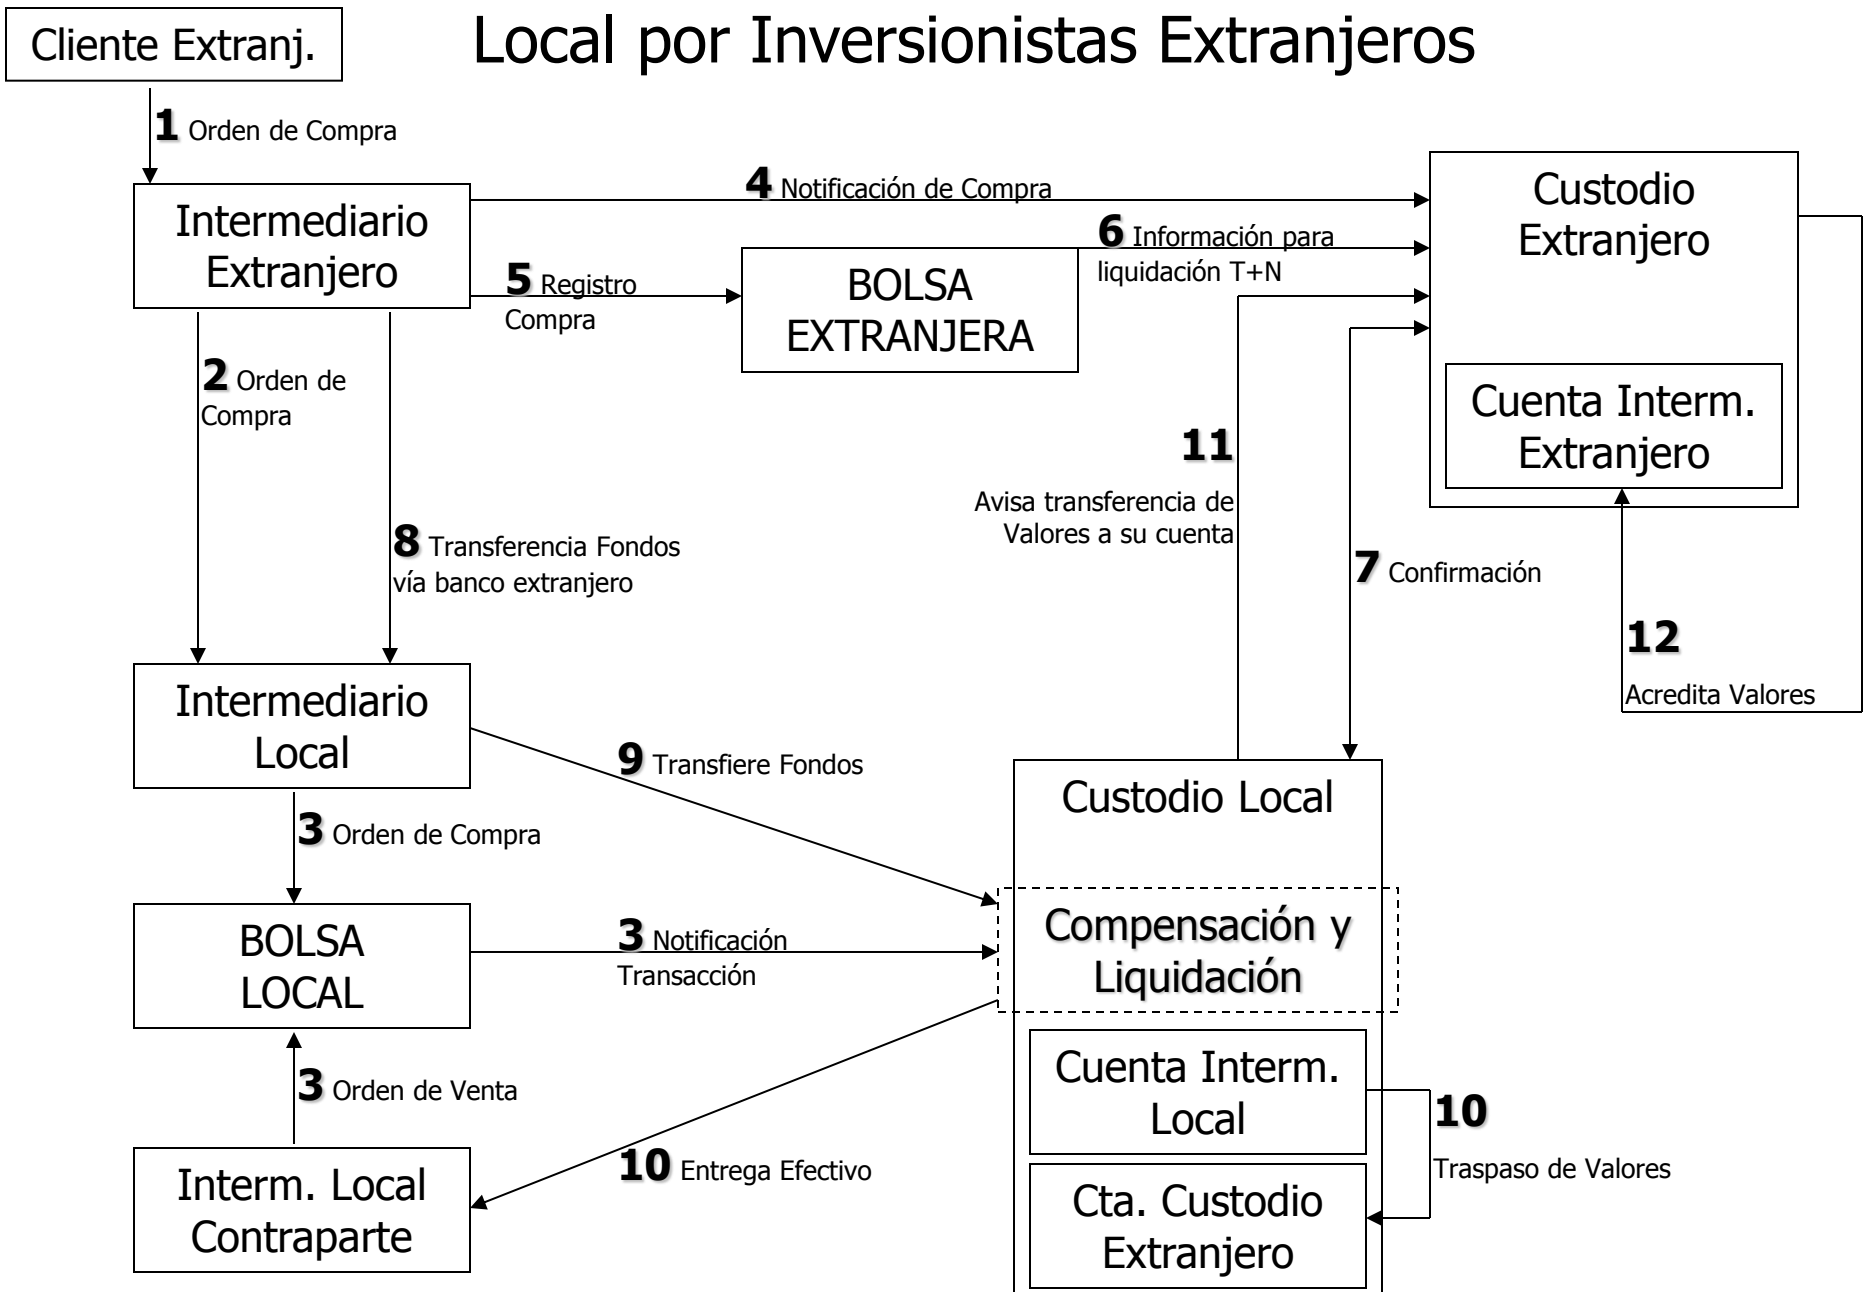 Local por Inversionistas Extranjeros
Cliente Extranj.
1 Orden de Compra
Intermediario
Extranjero
4 Notificación de Compra
Custodio
Extranjero
6 Información para
liquidación T+N
5 Registro
Compra
BOLSA
EXTRANJERA
2 Orden de
Compra
Cuenta Interm.
Extranjero
11
Avisa transferencia de
Valores a su cuenta
8 Transferencia Fondos
vía banco extranjero
7 Confirmación
12
Acredita Valores
Intermediario
Local
9 Transfiere Fondos
Custodio Local
3 Orden de Compra
BOLSA
LOCAL
3 Notificación
Transacción
Compensación y
Liquidación
3 Orden de Venta
Cuenta Interm.
Local
10
Traspaso de Valores
10 Entrega Efectivo
Interm. Local
Contraparte
Cta. Custodio
Extranjero